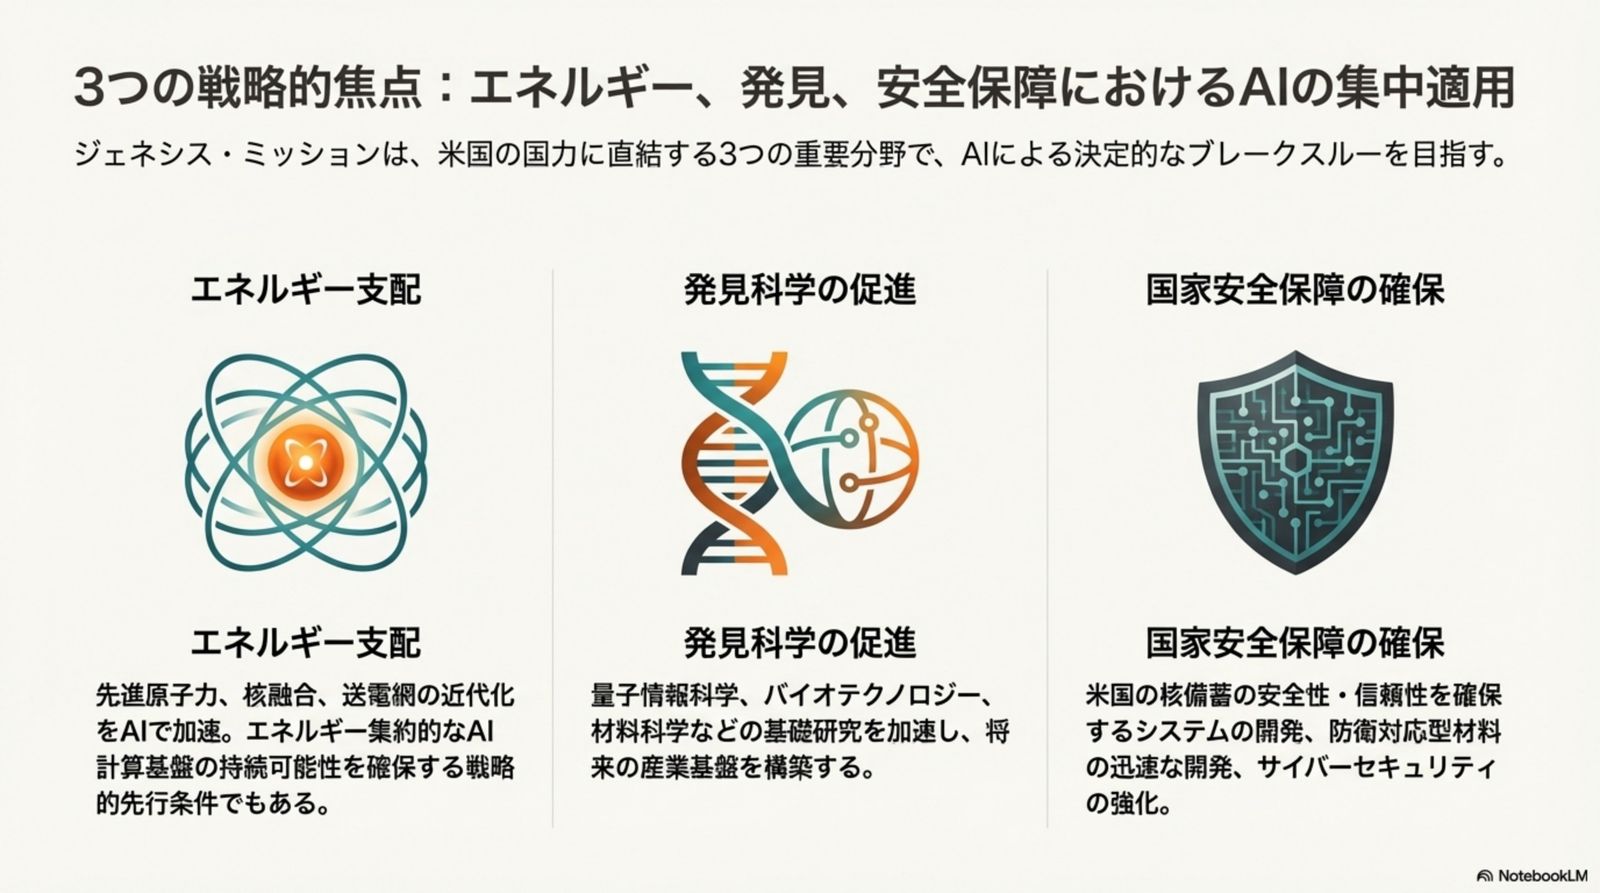 3つの戦略的焦点：エネルギー、発見、安全保障におけるAIの集中適用
ジェネシス・ミッションは、米国の国力に直結する3つの重要分野で、AIによる決定的なブレークスルーを目指す。
エネルギー支配
エネルギー支配
先進原子力、核融合、送電網の近代化
をAIで加速。エネルギー集約的なAI
計算基盤の持続可能性を確保する戦略
的先行条件でもある。
発見科学の促進
発見科学の促進
量子情報科学、バイオテクノロジー、
材料科学などの基礎研究を加速し、将
来の産業基盤を構築する。
国家安全保障の確保
国家安全保障の確保
米国の核備蓄の安全性・信頼性を確保
するシステムの開発、防衛対応型材料
の迅速な開発、サイバーセキュリティ
の強化。
NotebookLM